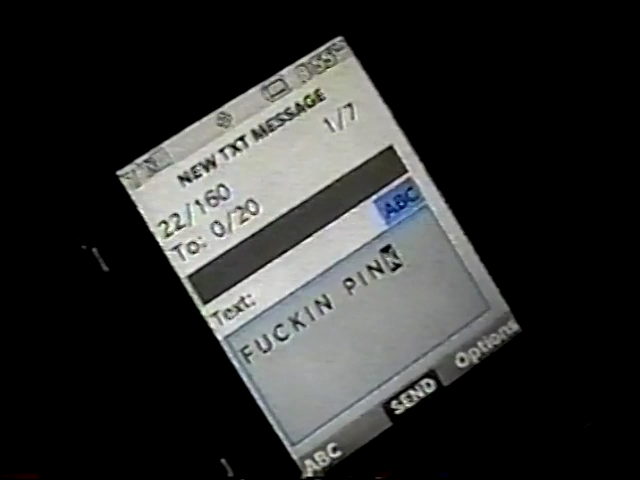 NEW TXT MESSAGE
1/7
22/160
To: 0/20
ABC
Text:
FUCKIN PINK
ABC SEND Options